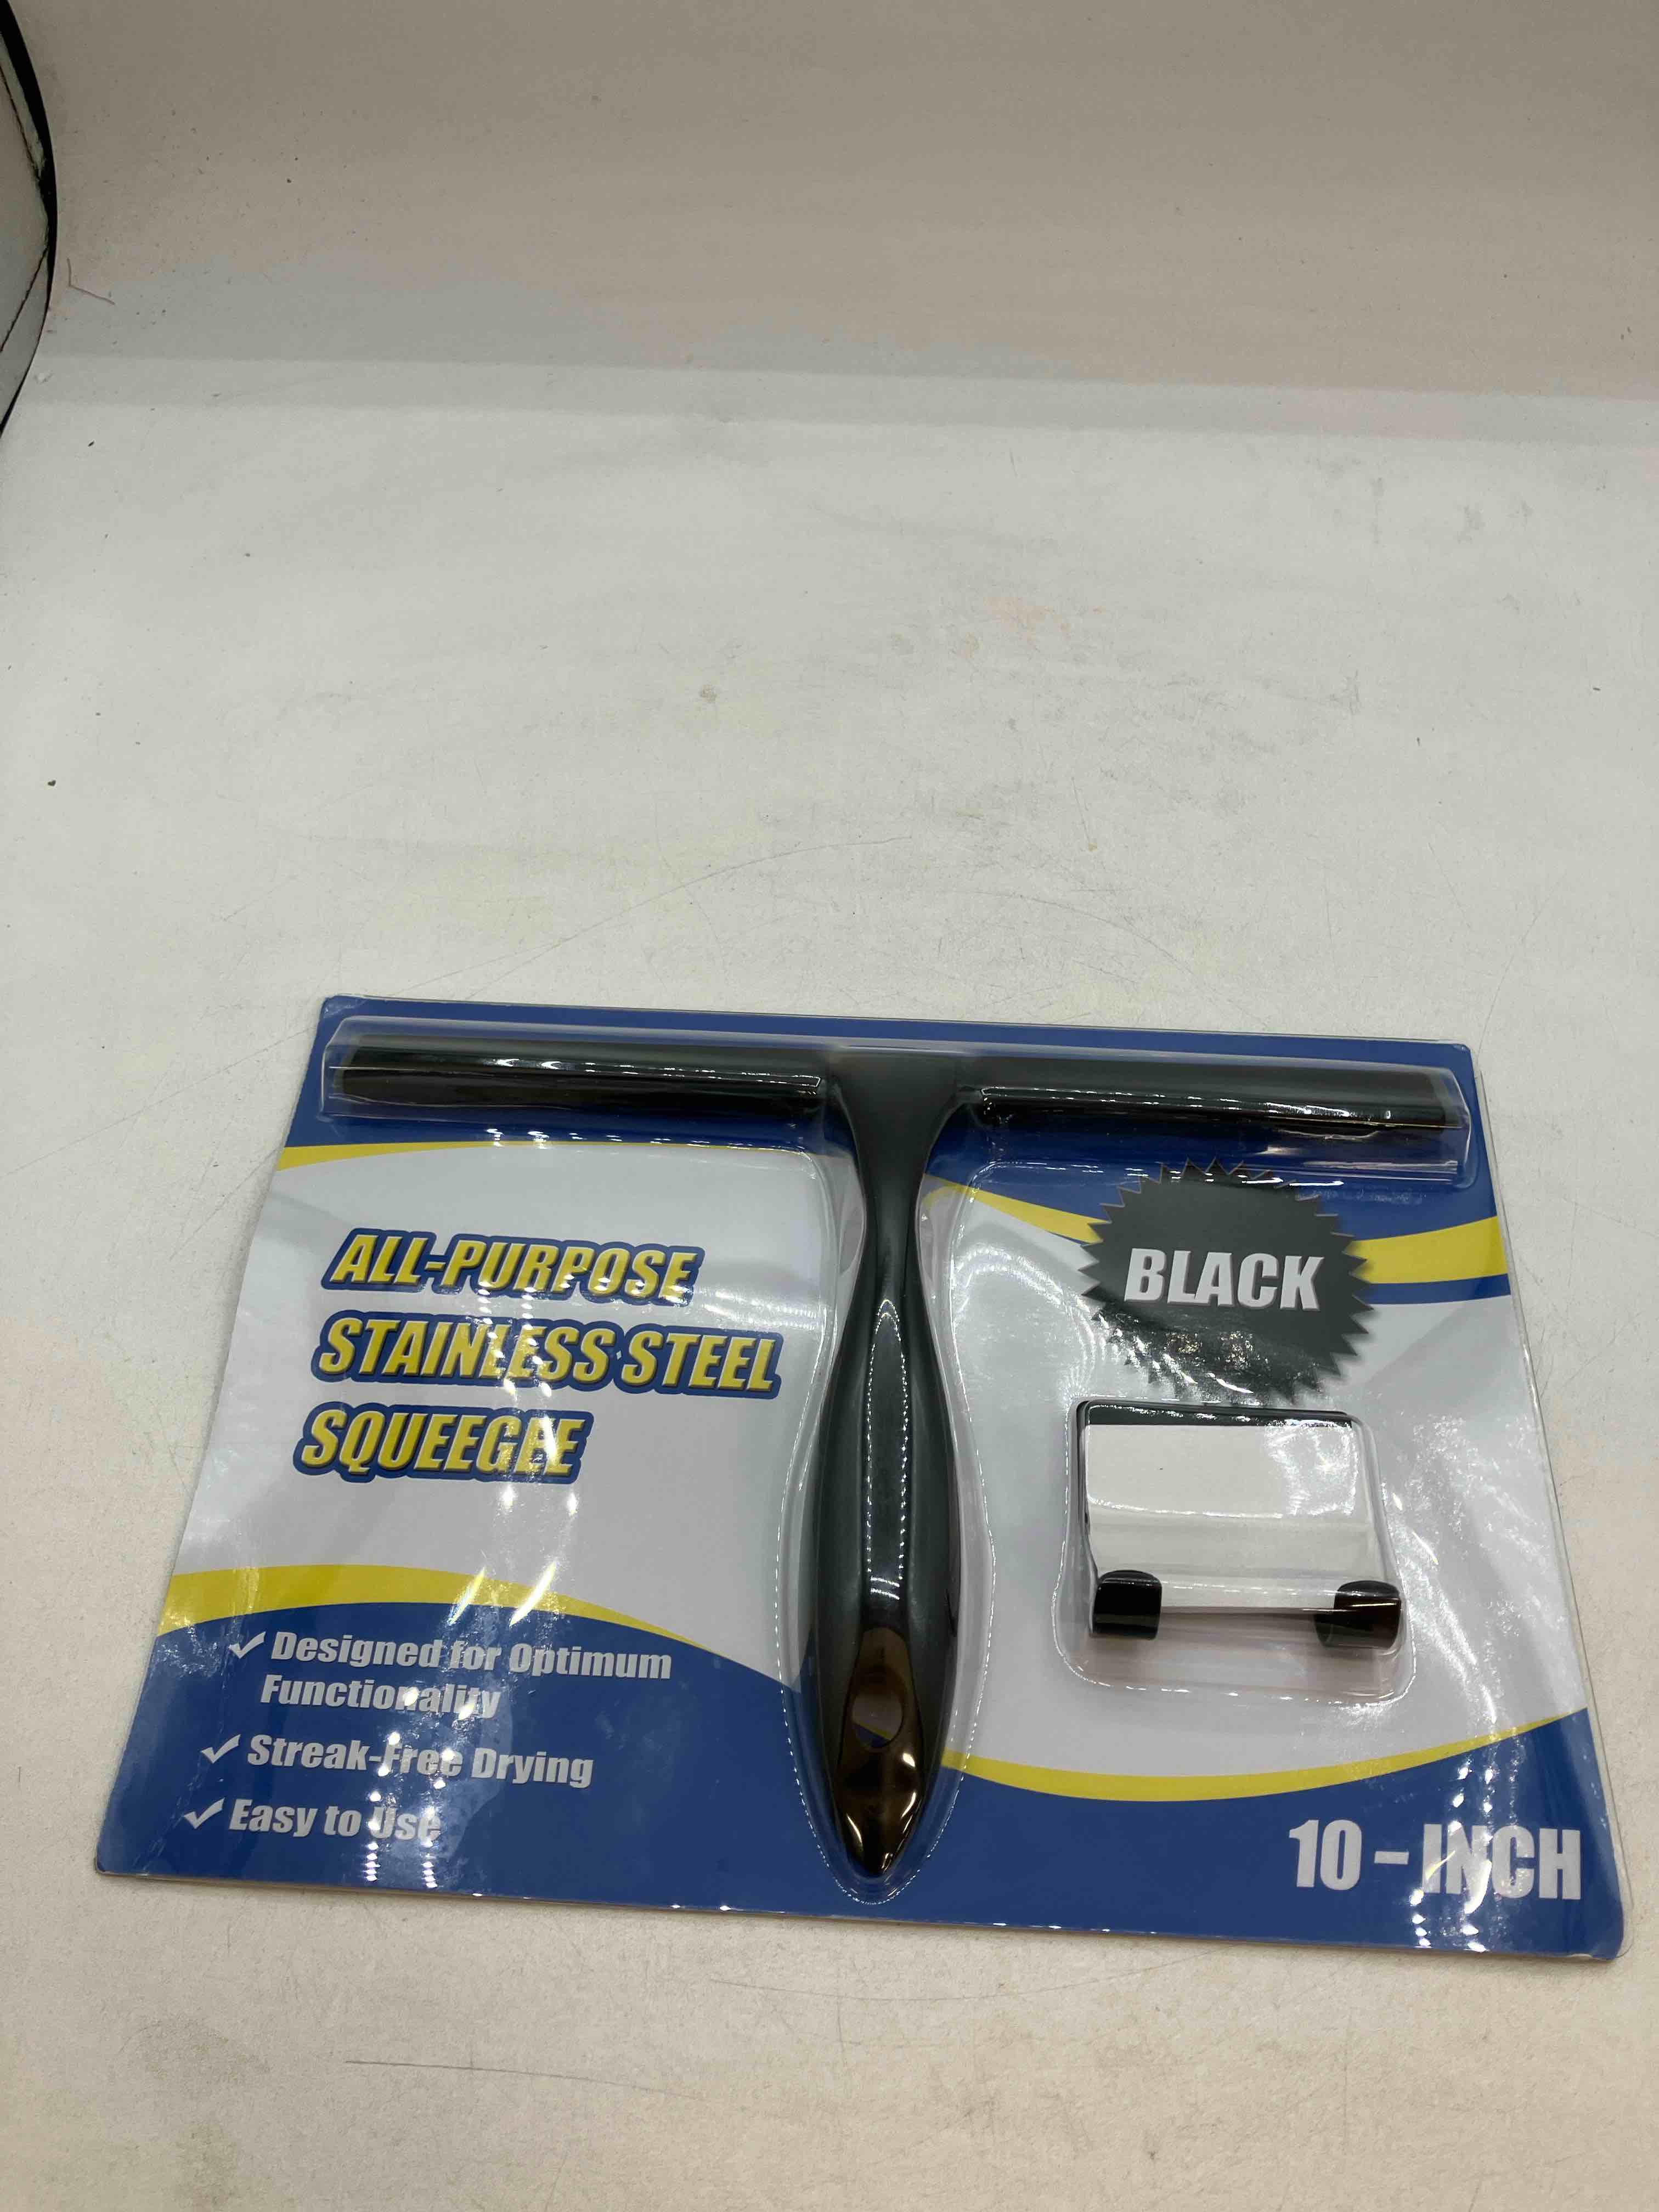 ALL-PURPOSE
STAINLESS STEEL
SQUEEGEE
BLACK
✓ Designed for Optimum
Functionality
✓ Streak-Free Drying
✓ Easy to Use
10 - INCH